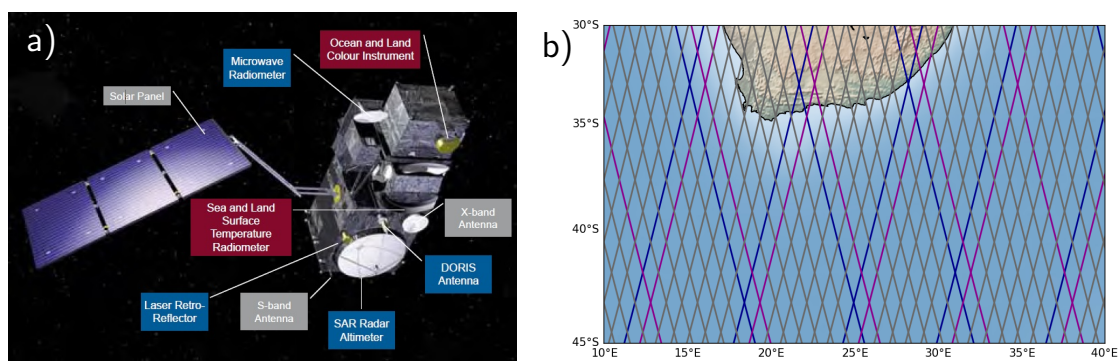 a)
Ocean and Land
Colour Instrument
Microwave
Radiometer
Solar Panel
Sea and Land
Surface
Temperature
Radiometer
X-band
Antenna
DORIS
Antenna
Laser Retro-
Reflector
S-band
Antenna
SAR Radar
Altimeter
b)
30°S
35°S
40°S
45°S
10°E
15°E
20°E
25°E
30°E
35°E
40°E